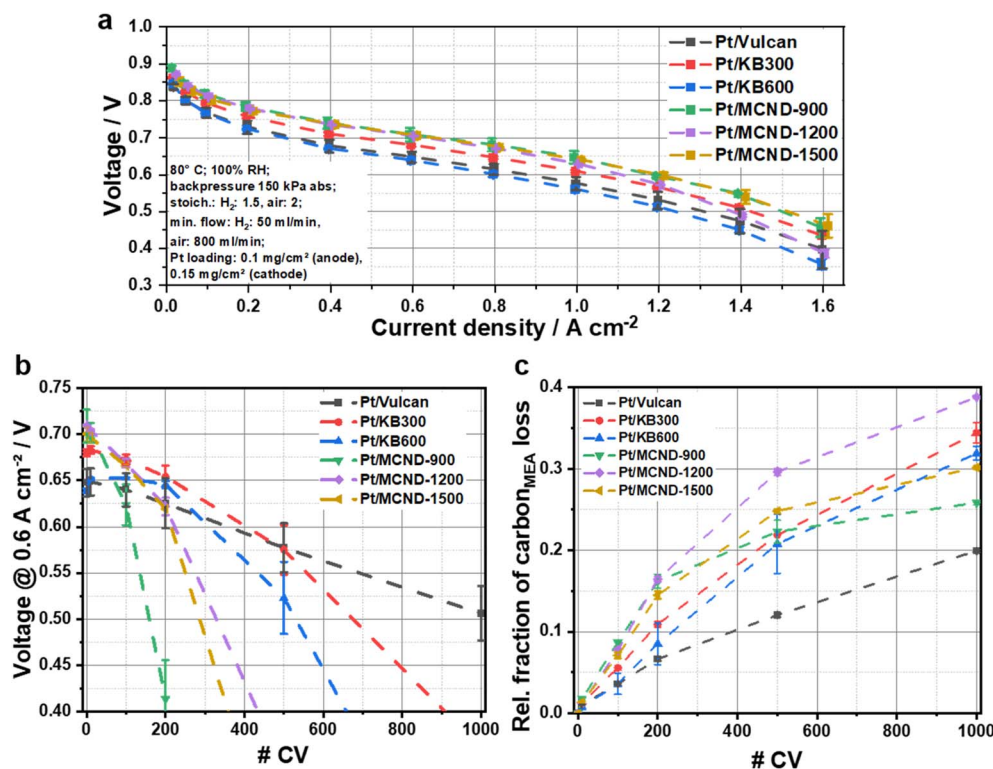 a
1.0
0.9
0.8
0.7
0.6
0.5
0.4
0.3
Voltage / V
Pt/Vulcan
Pt/KB300
Pt/KB600
Pt/MCND-900
Pt/MCND-1200
Pt/MCND-1500
80° C; 100% RH;
backpressure 150 kPa abs;
stoich.: H₂: 1.5, air: 2;
min. flow: H₂: 50 ml/min,
air: 800 ml/min;
Pt loading: 0.1 mg/cm² (anode),
0.15 mg/cm² (cathode)
0.0 0.2 0.4 0.6 0.8 1.0 1.2 1.4 1.6
Current density / A cm⁻²
b
0.75
0.70
0.65
0.60
0.55
0.50
0.45
0.40
Voltage @ 0.6 A cm⁻² / V
Pt/Vulcan
Pt/KB300
Pt/KB600
Pt/MCND-900
Pt/MCND-1200
Pt/MCND-1500
0 200 400 600 800 1000
# CV
c
0.4
0.3
0.2
0.1
0.0
Rel. fraction of carbon_MEA loss
Pt/Vulcan
Pt/KB300
Pt/KB600
Pt/MCND-900
Pt/MCND-1200
Pt/MCND-1500
0 200 400 600 800 1000
# CV